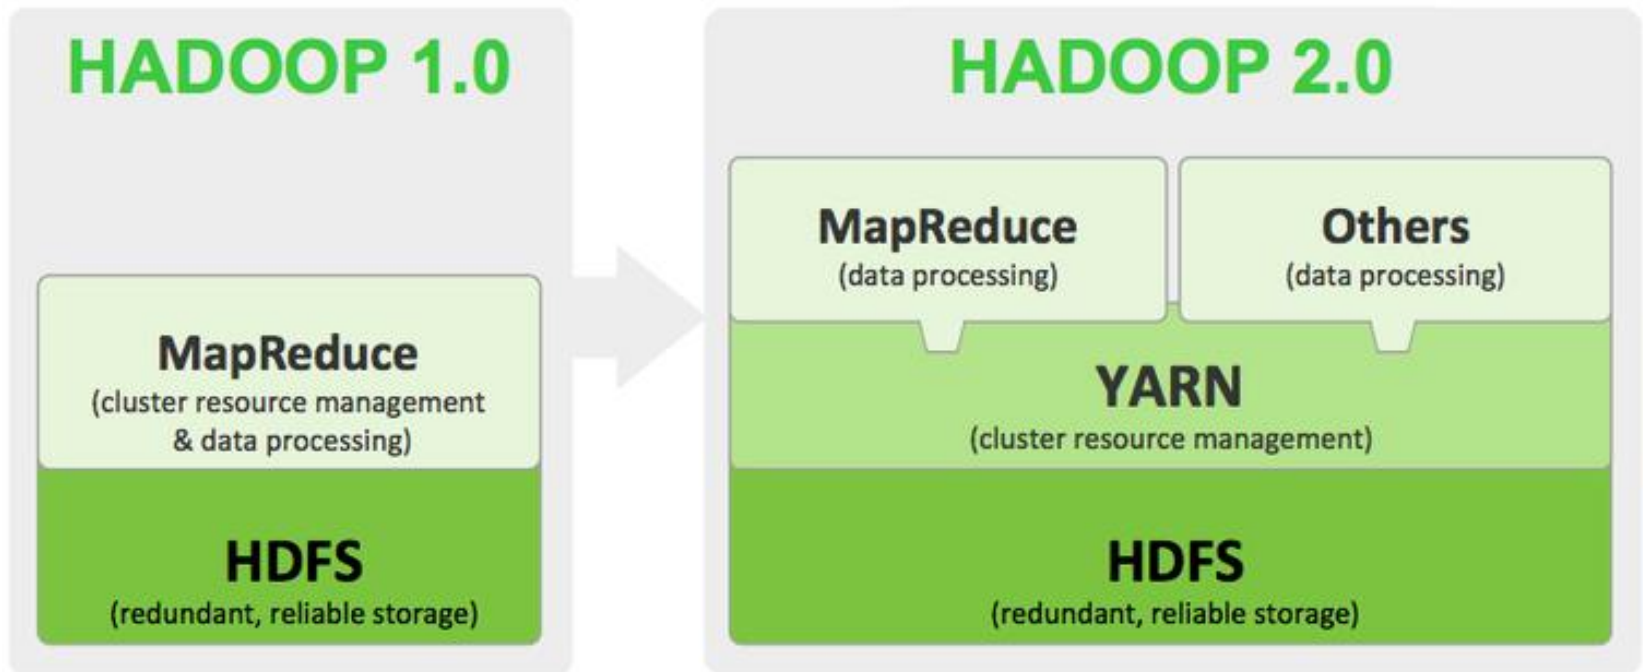 HADOOP 1.0
MapReduce
(cluster resource management
& data processing)
HDFS
(redundant, reliable storage)
HADOOP 2.0
MapReduce
(data processing)
Others
(data processing)
YARN
(cluster resource management)
HDFS
(redundant, reliable storage)